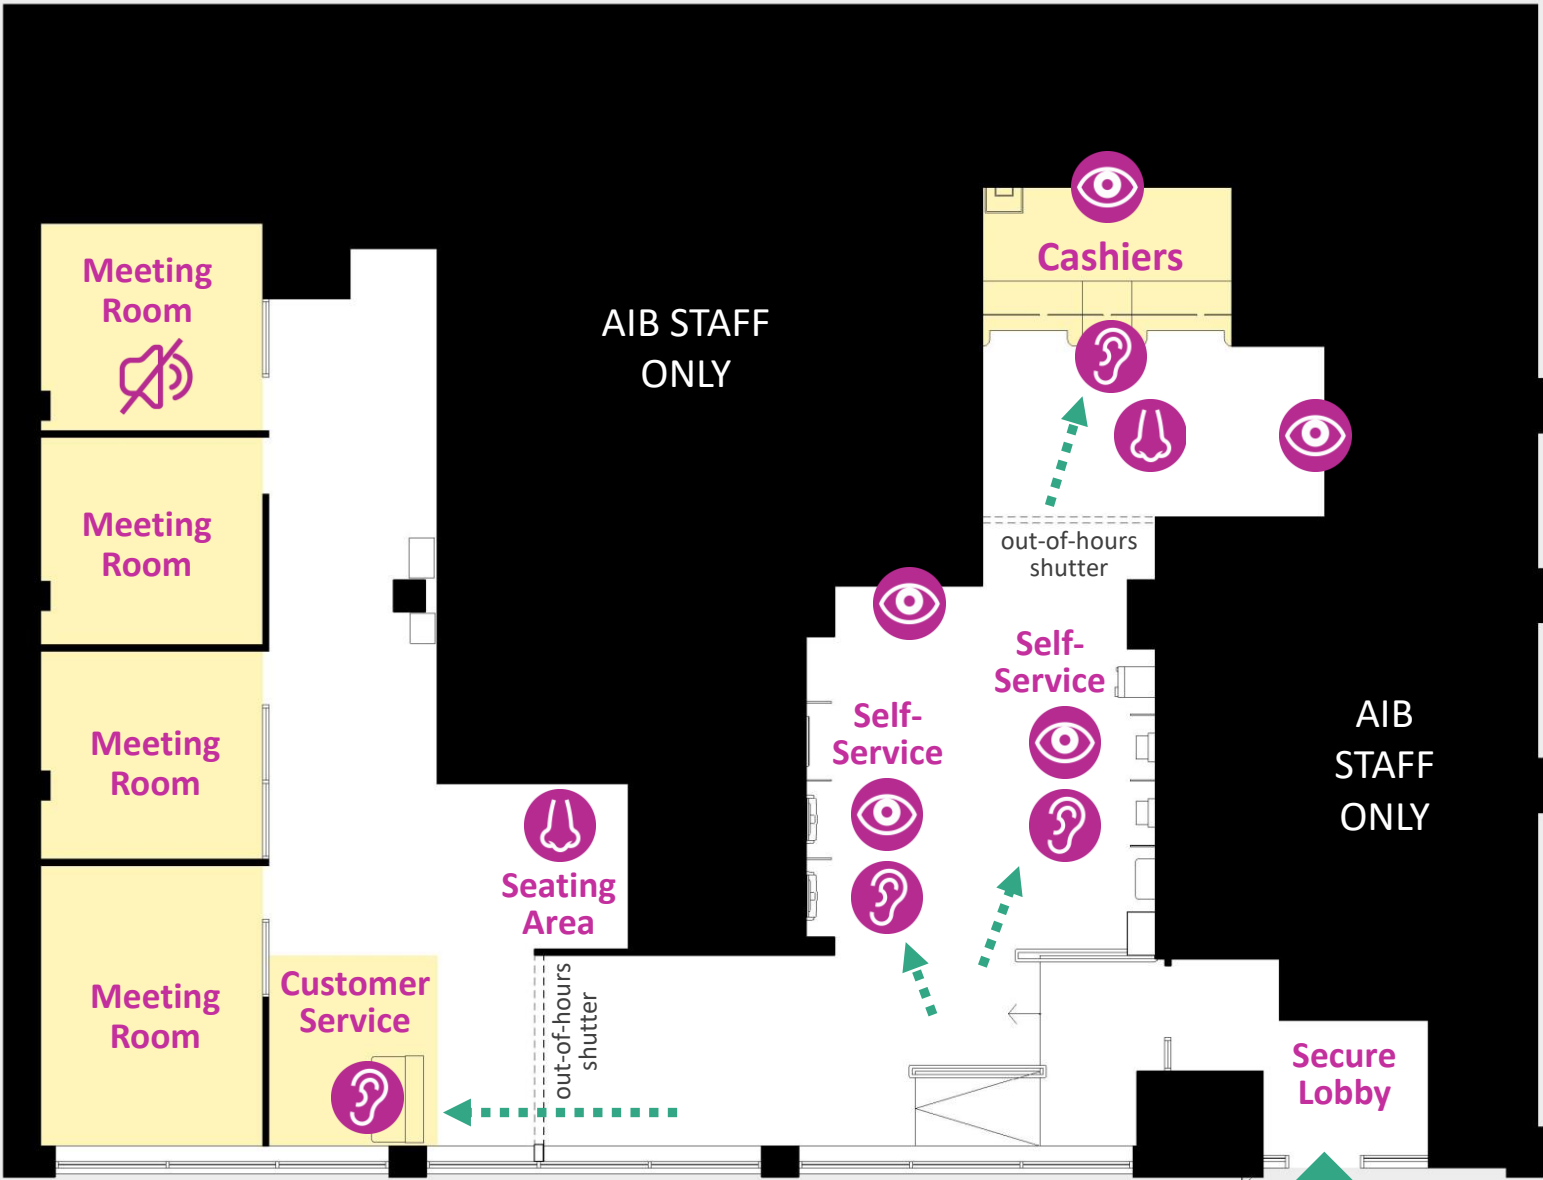 Cashiers
Meeting
Room
AIB STAFF
ONLY
Meeting
Room
out-of-hours
shutter
Self-
Service
Self-
Service
Meeting
Room
AIB
STAFF
ONLY
Seating
Area
Customer
Service
out-of-hours
shutter
Meeting
Room
Secure
Lobby